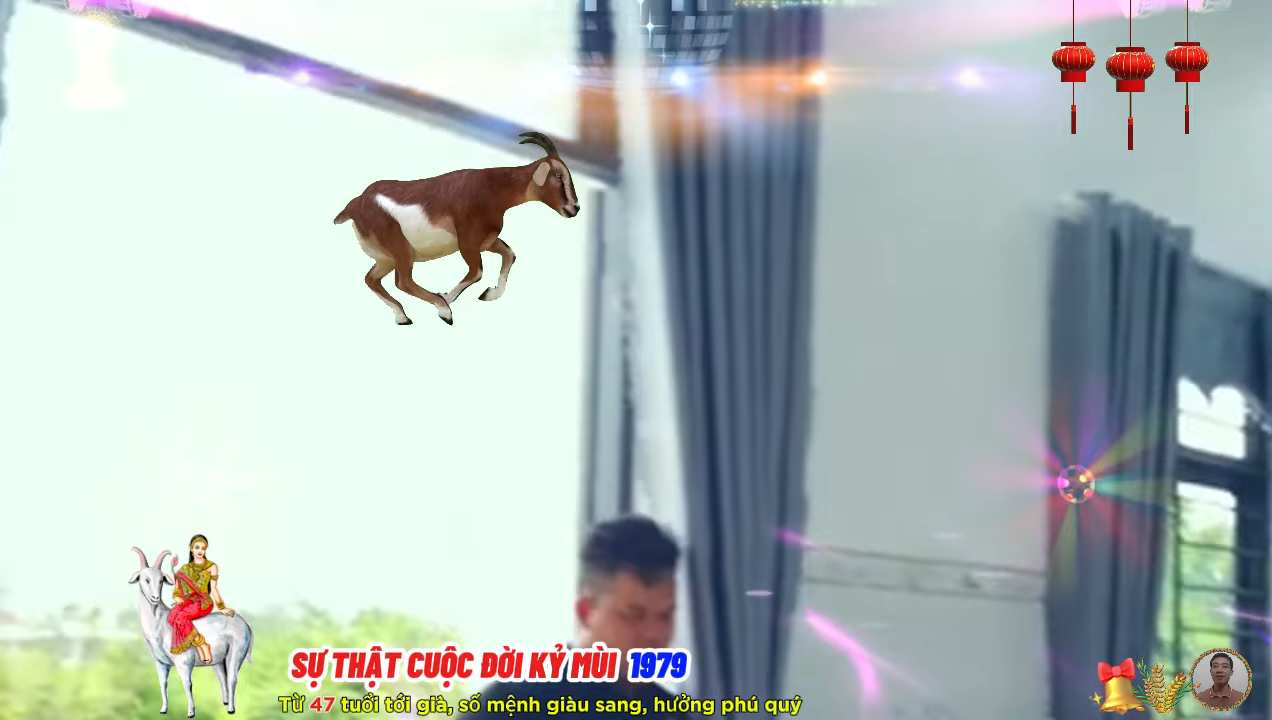 SỰ THẬT CUỘC ĐỜI KỶ MÙI 1979
Từ 47 tuổi tới già, số mệnh giàu sang, hưởng phú quý